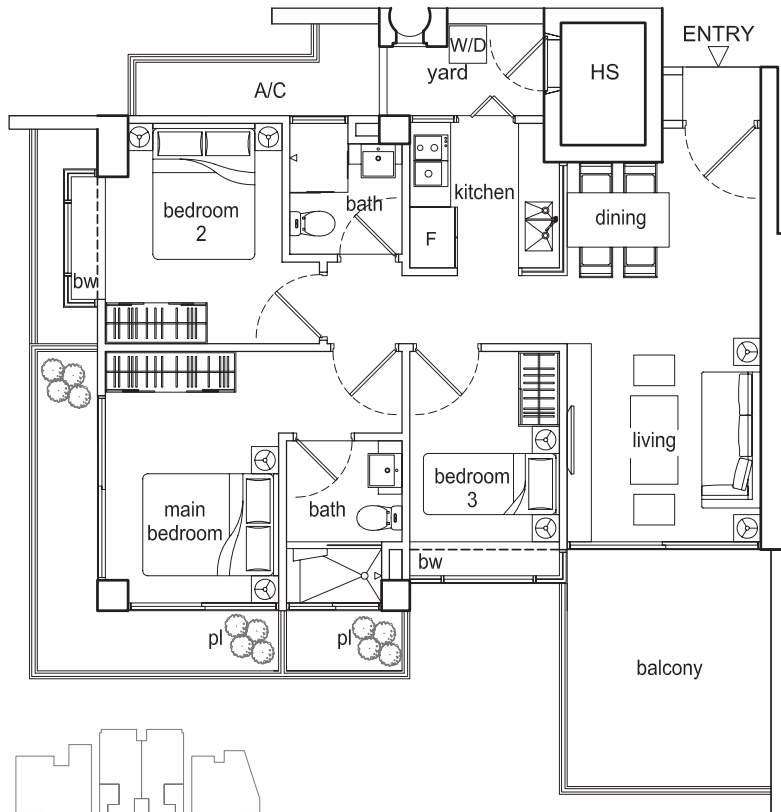 ENTRY
W/D
yard
HS
A/C
bedroom
2
bath
kitchen
dining
F
bw
living
main
bedroom
bath
bedroom
3
bw
pl
pl
balcony